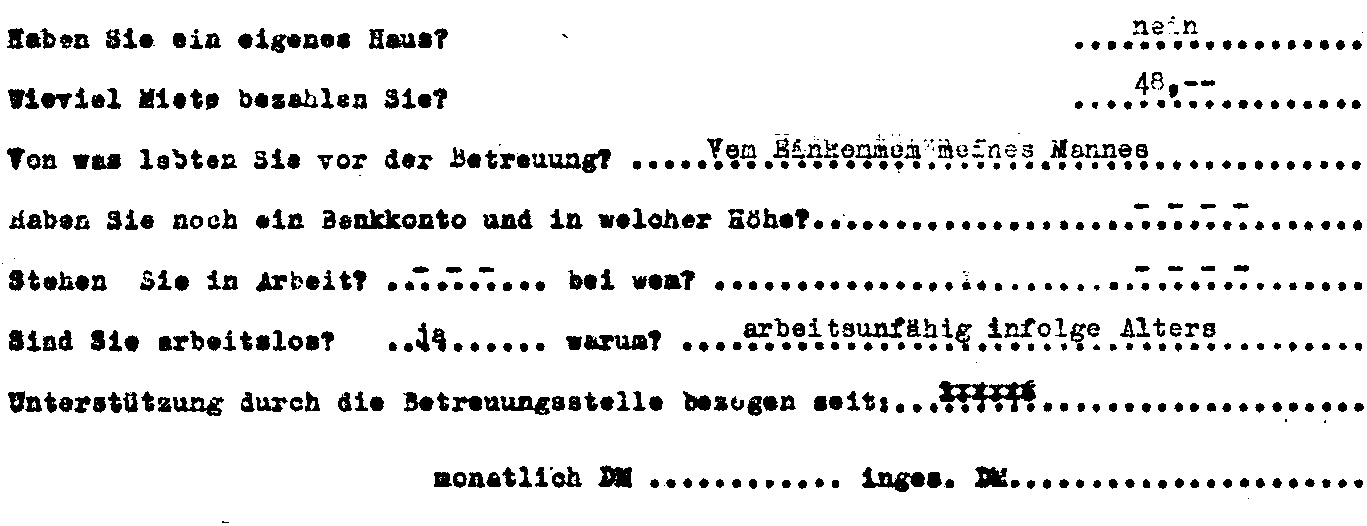 Haben Sie ein eigenes Haus? nein
Wieviel Miete bezahlen Sie? 48,--
Von was lebten Sie vor der Betreuung? Vom Einkommen meines Mannes
Haben Sie noch ein Bankkonto und in welcher Höhe? - - - -
Stehen Sie in Arbeit? - - - bei wem? - - - -
Sind Sie arbeitslos? ja warum? arbeitsunfähig infolge Alters
Unterstützung durch die Betreuungsstelle bezogen seit:
monatlich DM ............ inges. DM......................